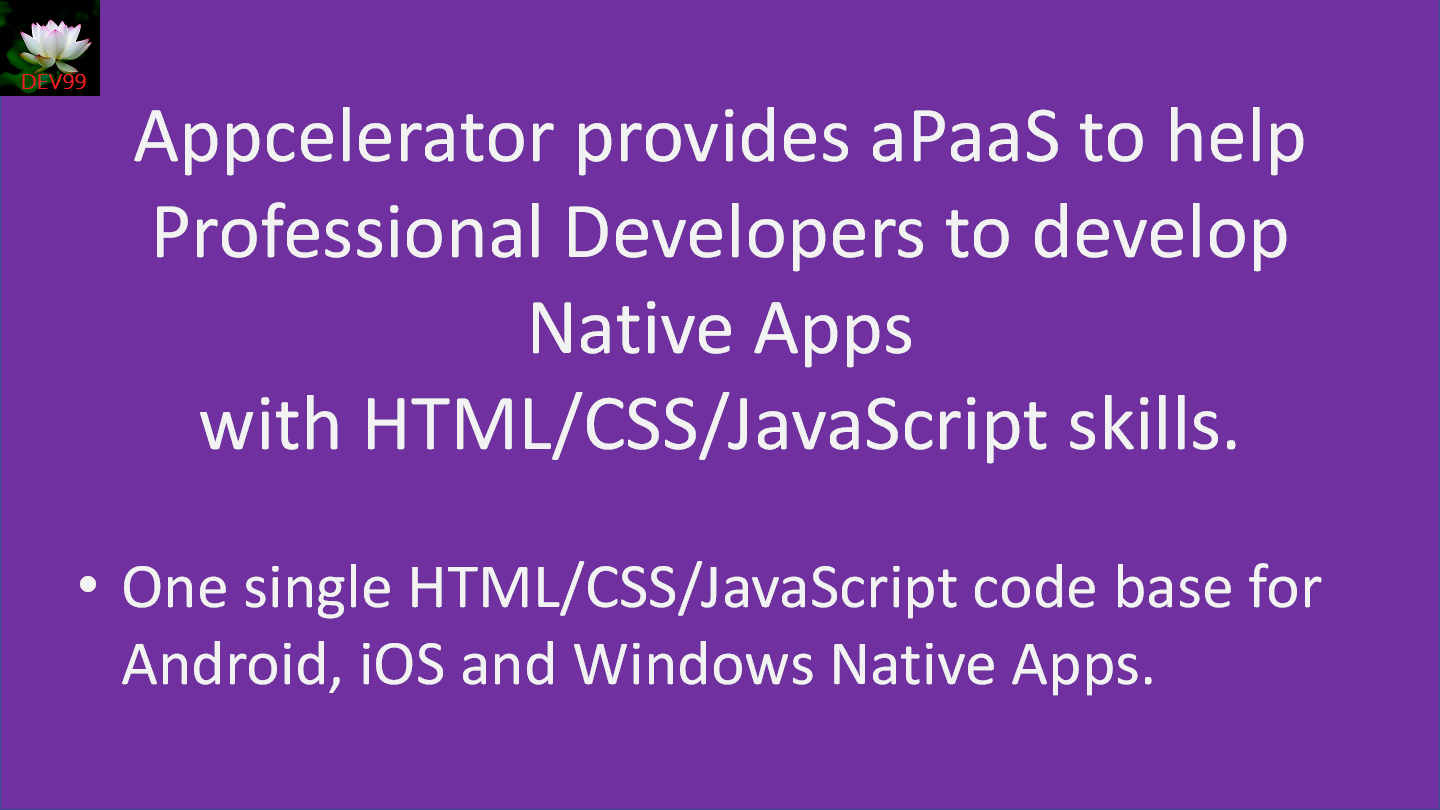 DEV99
Appcelerator provides aPaaS to help
Professional Developers to develop
Native Apps
with HTML/CSS/JavaScript skills.
• One single HTML/CSS/JavaScript code base for
Android, iOS and Windows Native Apps.